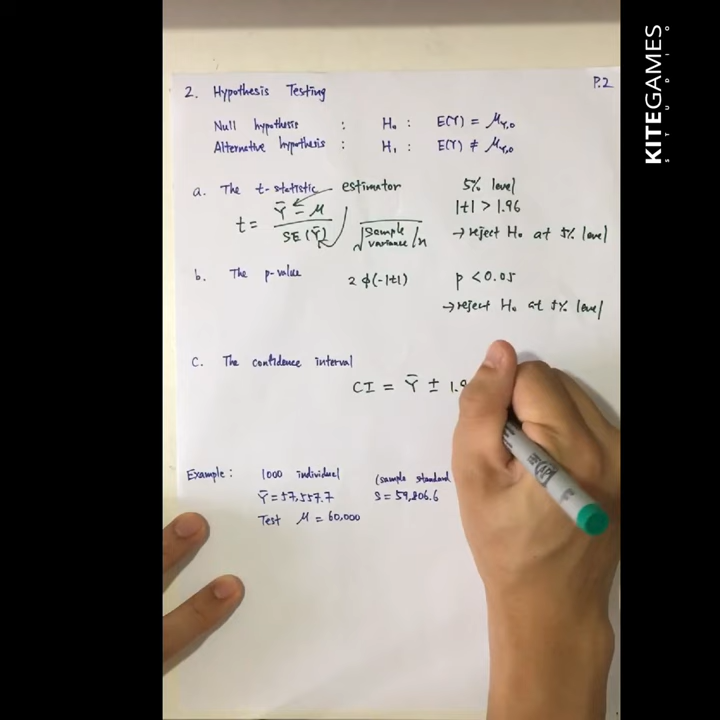 KITEGAMES
STUDIO
P.2
2. Hypothesis Testing
Null hypothesis : H₀ : E(Y) = μY,0
Alternative hypothesis : H₁ : E(Y) ≠ μY,0
a. The t-statistic estimator 5% level
t = Ȳ - μ / SE(Ȳ) √sample variance/n |t| > 1.96
→ reject H₀ at 5% level
b. The p-value 2 ϕ(-|t|) p < 0.05
→ reject H₀ at 5% level
C. The confidence interval
CI = Ȳ ± 1.9
Example : 1000 individual (sample standard
Ȳ = 57,557.7 S = 59,806.6
Test μ = 60,000